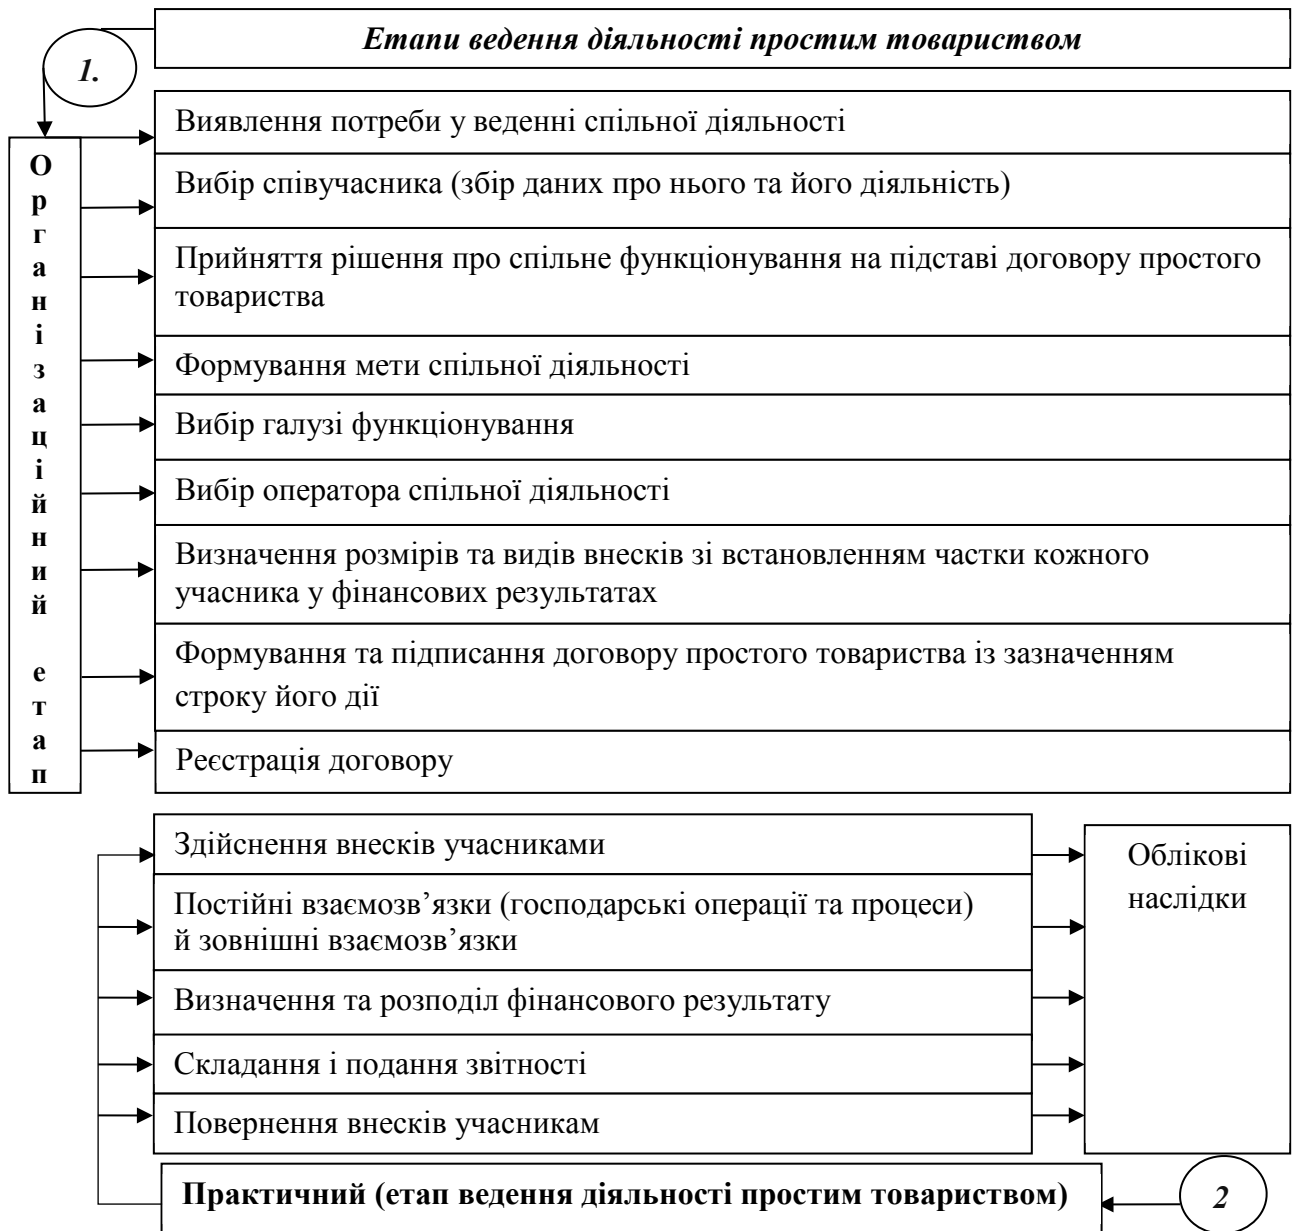 Етапи ведення діяльності простим товариством
1.
Організаційний етап
Виявлення потреби у веденні спільної діяльності
Вибір співучасника (збір даних про нього та його діяльність)
Прийняття рішення про спільне функціонування на підставі договору простого
товариства
Формування мети спільної діяльності
Вибір галузі функціонування
Вибір оператора спільної діяльності
Визначення розмірів та видів внесків зі встановленням частки кожного
учасника у фінансових результатах
Формування та підписання договору простого товариства із зазначенням
строку його дії
Реєстрація договору
Здійснення внесків учасниками
Постійні взаємозв’язки (господарські операції та процеси)
й зовнішні взаємозв’язки
Визначення та розподіл фінансового результату
Складання і подання звітності
Повернення внесків учасникам
Облікові
наслідки
Практичний (етап ведення діяльності простим товариством)
2